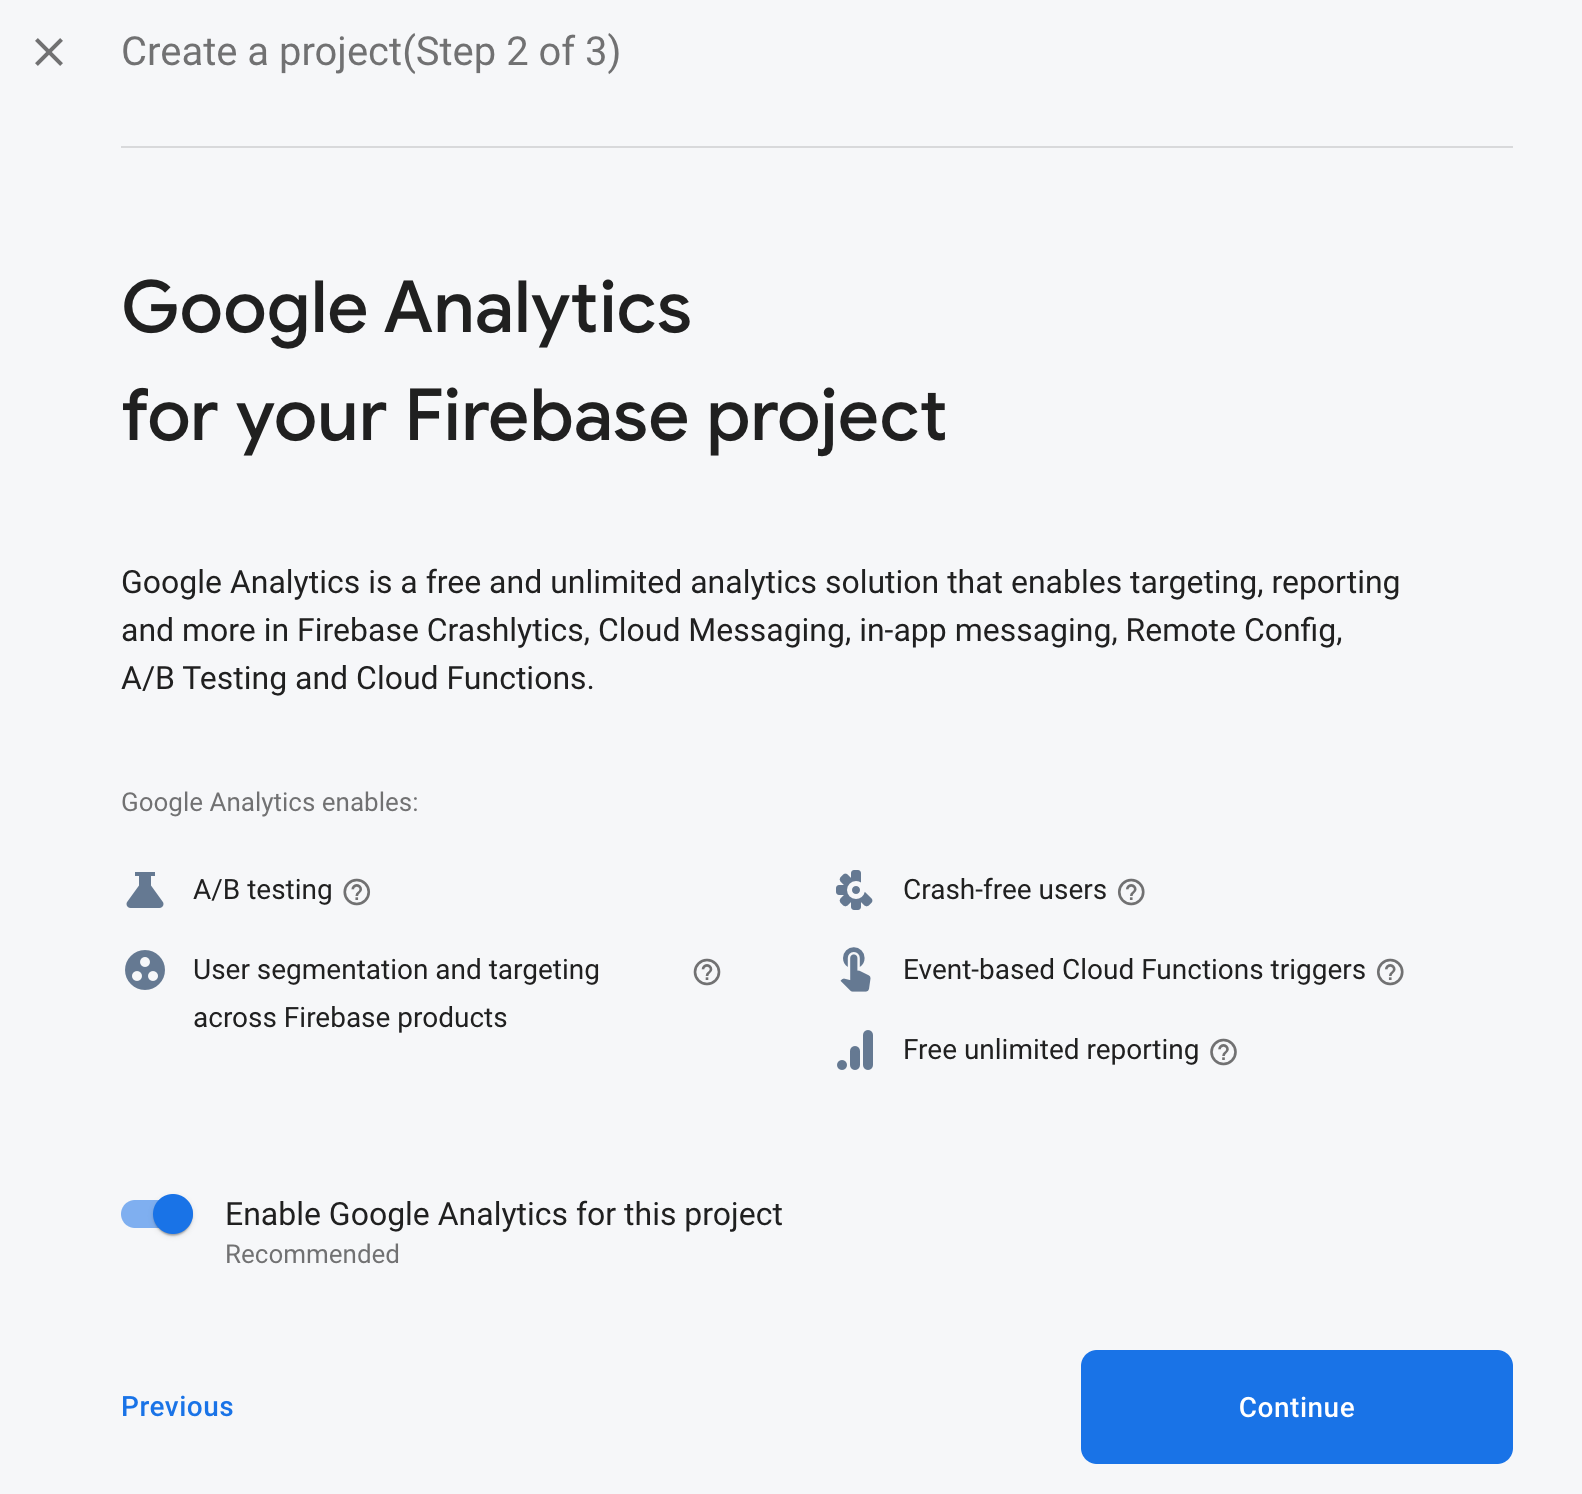 Create a project(Step 2 of 3)
Google Analytics
for your Firebase project
Google Analytics is a free and unlimited analytics solution that enables targeting, reporting
and more in Firebase Crashlytics, Cloud Messaging, in-app messaging, Remote Config,
A/B Testing and Cloud Functions.
Google Analytics enables:
A/B testing
User segmentation and targeting
across Firebase products
Crash-free users
Event-based Cloud Functions triggers
Free unlimited reporting
Enable Google Analytics for this project
Recommended
Previous
Continue